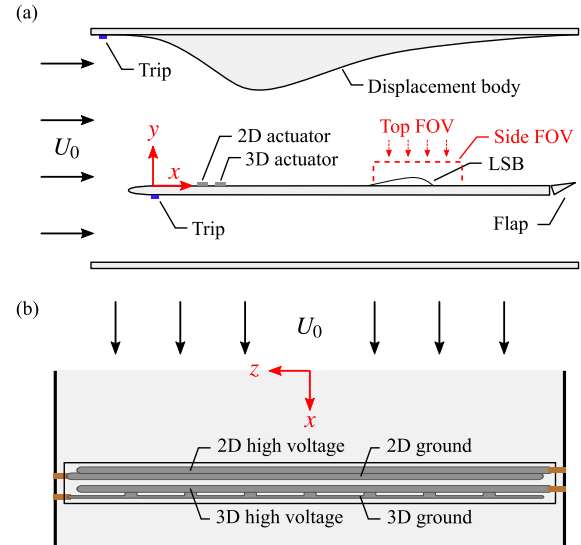 (a)
Trip
Displacement body
U₀
y
x
2D actuator
3D actuator
Top FOV
Side FOV
LSB
Trip
Flap
(b)
U₀
z
x
2D high voltage
2D ground
3D high voltage
3D ground